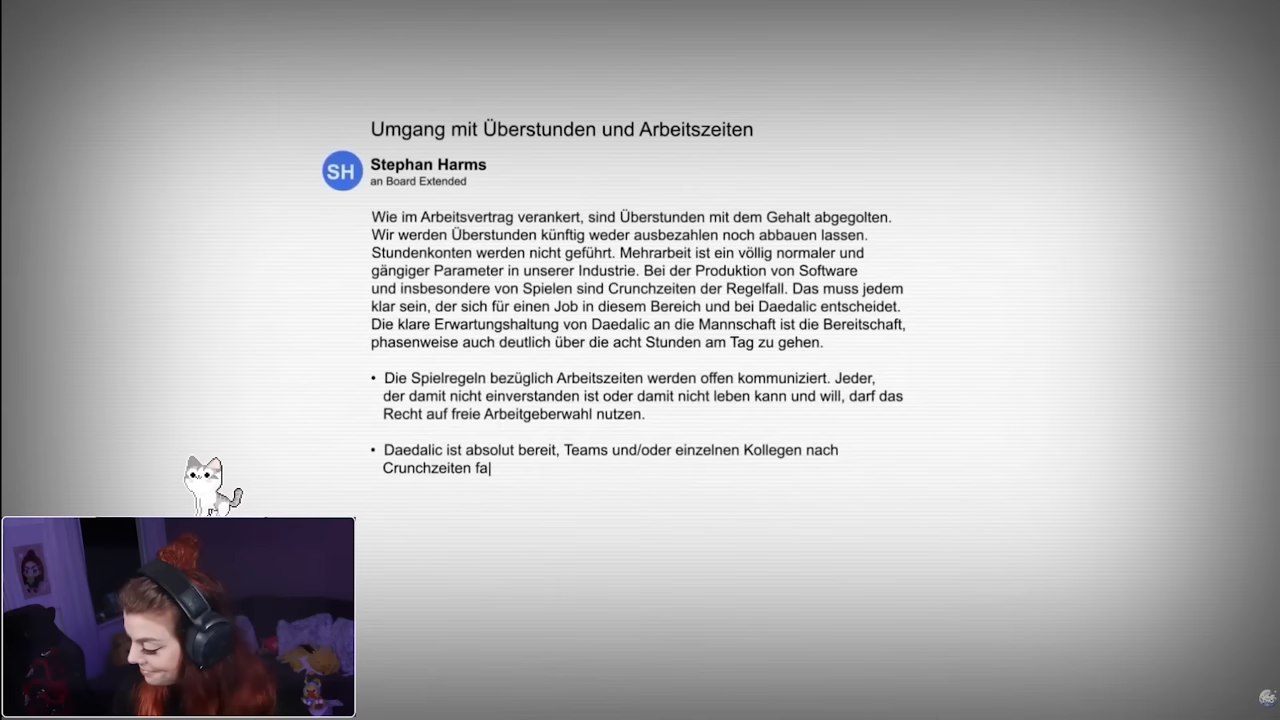 Umgang mit Überstunden und Arbeitszeiten
SH
Stephan Harms
an Board Extended
Wie im Arbeitsvertrag verankert, sind Überstunden mit dem Gehalt abgegolten.
Wir werden Überstunden künftig weder ausbezahlen noch abbauen lassen.
Stundenkonten werden nicht geführt. Mehrarbeit ist ein völlig normaler und
gängiger Parameter in unserer Industrie. Bei der Produktion von Software
und insbesondere von Spielen sind Crunchzeiten der Regelfall. Das muss jedem
klar sein, der sich für einen Job in diesem Bereich und bei Daedalic entscheidet.
Die klare Erwartungshaltung von Daedalic an die Mannschaft ist die Bereitschaft,
phasenweise auch deutlich über die acht Stunden am Tag zu gehen.
• Die Spielregeln bezüglich Arbeitszeiten werden offen kommuniziert. Jeder,
der damit nicht einverstanden ist oder damit nicht leben kann und will, darf das
Recht auf freie Arbeitgeberwahl nutzen.
• Daedalic ist absolut bereit, Teams und/oder einzelnen Kollegen nach
Crunchzeiten fa|